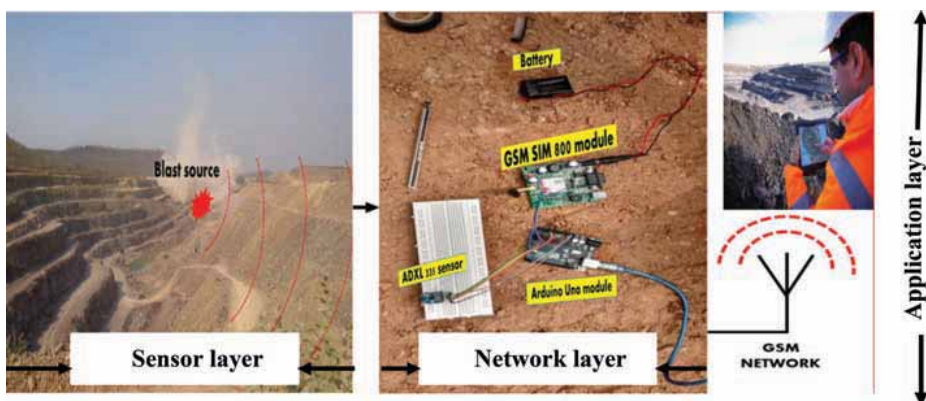 Blast source
Sensor layer
Battery
GSM SIM 800 module
ADXL 335 sensor
Arduino Uno module
Network layer
GSM
NETWORK
Application layer